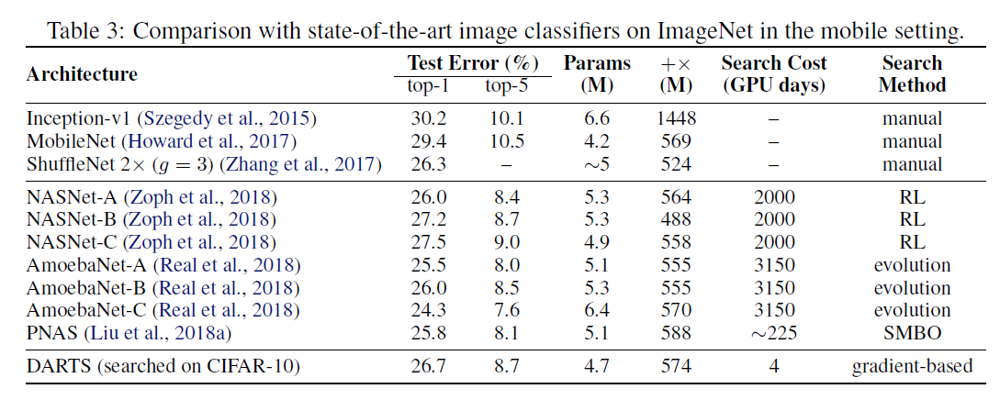 Table 3: Comparison with state-of-the-art image classifiers on ImageNet in the mobile setting.
Architecture Test Error (%) Params (M) +× (M) Search Cost (GPU days) Search Method
top-1 top-5
Inception-v1 (Szegedy et al., 2015) 30.2 10.1 6.6 1448 – manual
MobileNet (Howard et al., 2017) 29.4 10.5 4.2 569 – manual
ShuffleNet 2× (g = 3) (Zhang et al., 2017) 26.3 – ∼5 524 – manual
NASNet-A (Zoph et al., 2018) 26.0 8.4 5.3 564 2000 RL
NASNet-B (Zoph et al., 2018) 27.2 8.7 5.3 488 2000 RL
NASNet-C (Zoph et al., 2018) 27.5 9.0 4.9 558 2000 RL
AmoebaNet-A (Real et al., 2018) 25.5 8.0 5.1 555 3150 evolution
AmoebaNet-B (Real et al., 2018) 26.0 8.5 5.3 555 3150 evolution
AmoebaNet-C (Real et al., 2018) 24.3 7.6 6.4 570 3150 evolution
PNAS (Liu et al., 2018a) 25.8 8.1 5.1 588 ∼225 SMBO
DARTS (searched on CIFAR-10) 26.7 8.7 4.7 574 4 gradient-based